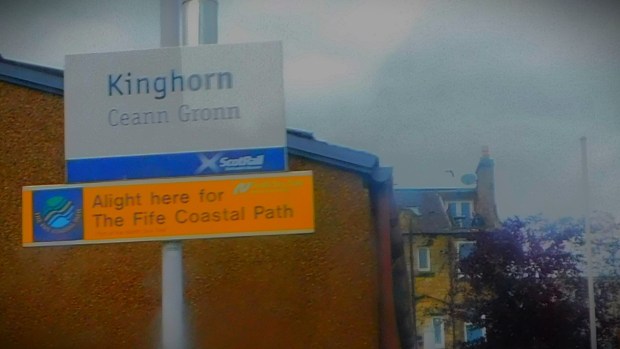 Kinghorn
Ceann Gronn
ScotRail
Alight here for
The Fife Coastal Path